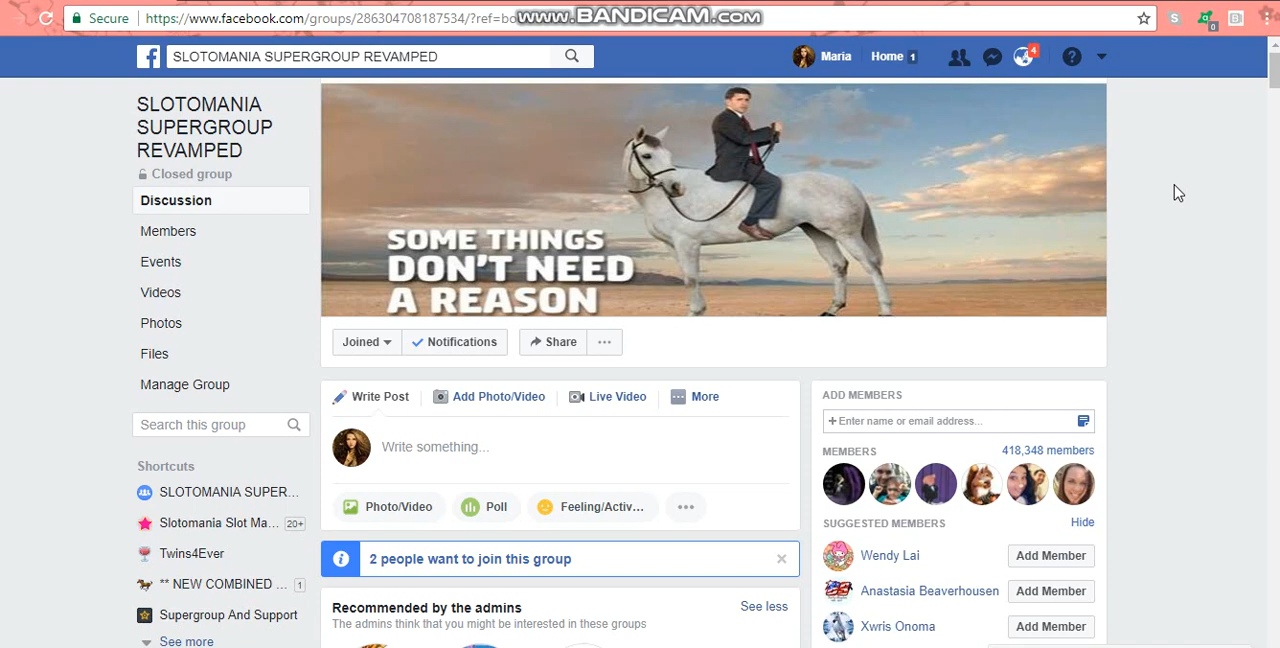 www.BANDICAM.com
Secure https://www.facebook.com/groups/286304708187534/?ref=bo
0
SLOTOMANIA SUPERGROUP REVAMPED
Maria Home 1 4
SLOTOMANIA
SUPERGROUP
REVAMPED
Closed group
Discussion
Members
Events
Videos
Photos
Files
Manage Group
Search this group
Shortcuts
SLOTOMANIA SUPER...
Slotomania Slot Ma... 20+
Twins4Ever
** NEW COMBINED ... 1
Supergroup And Support
See more
SOME THINGS
DON'T NEED
A REASON
Joined Notifications Share ...
Write Post Add Photo/Video Live Video More
Write something...
Photo/Video Poll Feeling/Activ... ...
2 people want to join this group
Recommended by the admins See less
The admins think that you might be interested in these groups
ADD MEMBERS
+ Enter name or email address...
MEMBERS 418,348 members
SUGGESTED MEMBERS Hide
Wendy Lai Add Member
Anastasia Beaverhousen Add Member
Xwris Onoma Add Member